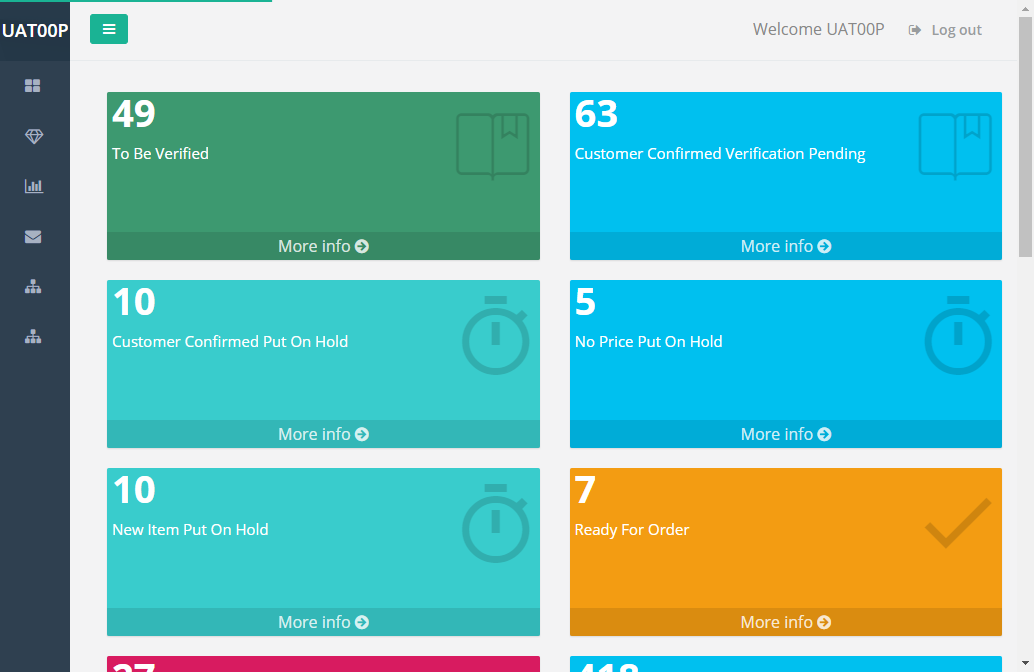 UAT00P
Welcome UAT00P
Log out
49
To Be Verified
More info
63
Customer Confirmed Verification Pending
More info
10
Customer Confirmed Put On Hold
More info
5
No Price Put On Hold
More info
10
New Item Put On Hold
More info
7
Ready For Order
More info
27
418